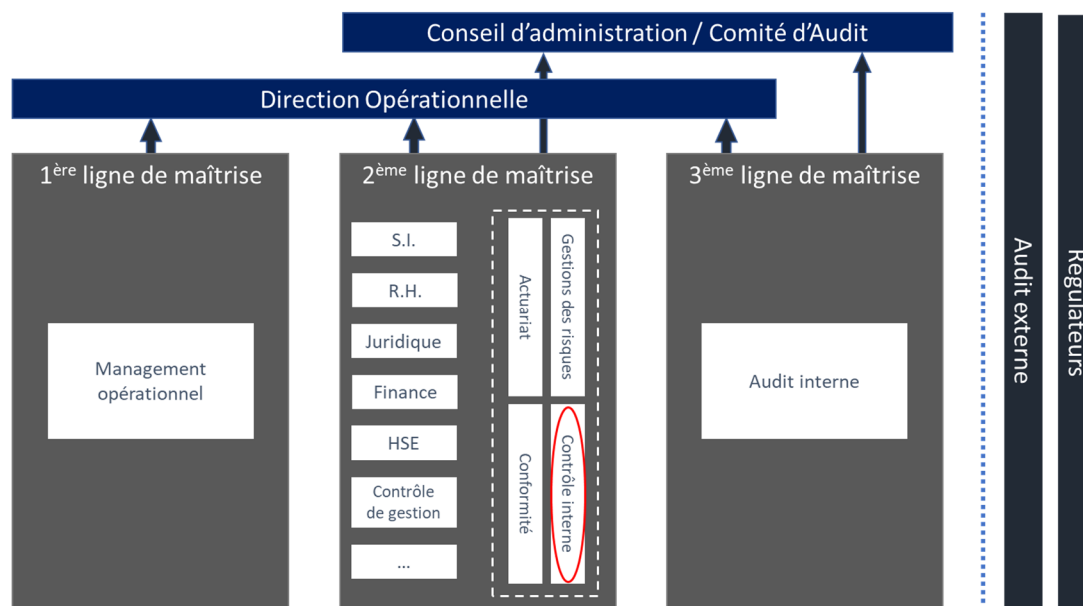 Conseil d'administration / Comité d'Audit
Direction Opérationnelle
1ère ligne de maîtrise
Management
opérationnel
2ème ligne de maîtrise
S.I.
R.H.
Juridique
Finance
HSE
Contrôle
de gestion
...
Actuariat
Gestions des risques
Conformité
Contrôle interne
3ème ligne de maîtrise
Audit interne
Audit externe
Régulateurs